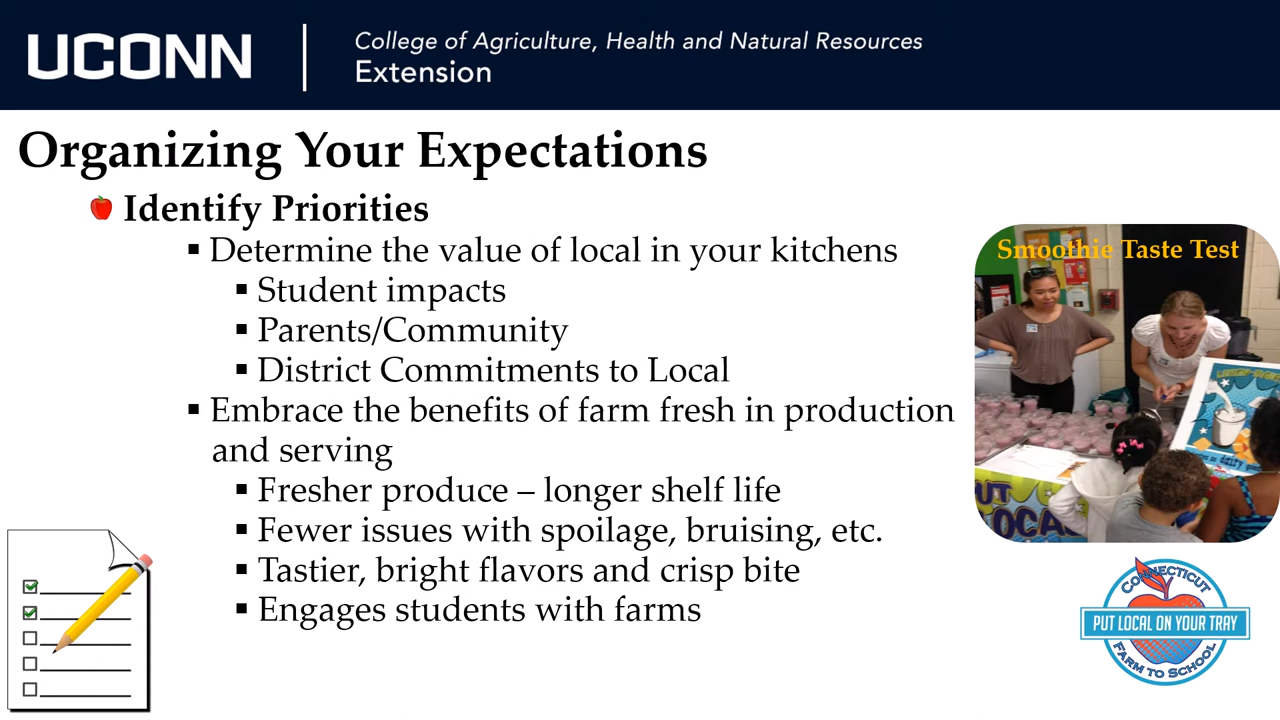 UCONN
College of Agriculture, Health and Natural Resources
Extension
Organizing Your Expectations
Identify Priorities
▪ Determine the value of local in your kitchens
▪ Student impacts
▪ Parents/Community
▪ District Commitments to Local
▪ Embrace the benefits of farm fresh in production
and serving
▪ Fresher produce – longer shelf life
▪ Fewer issues with spoilage, bruising, etc.
▪ Tastier, bright flavors and crisp bite
▪ Engages students with farms
Smoothie Taste Test
CONNECTICUT
PUT LOCAL ON YOUR TRAY
FARM TO SCHOOL